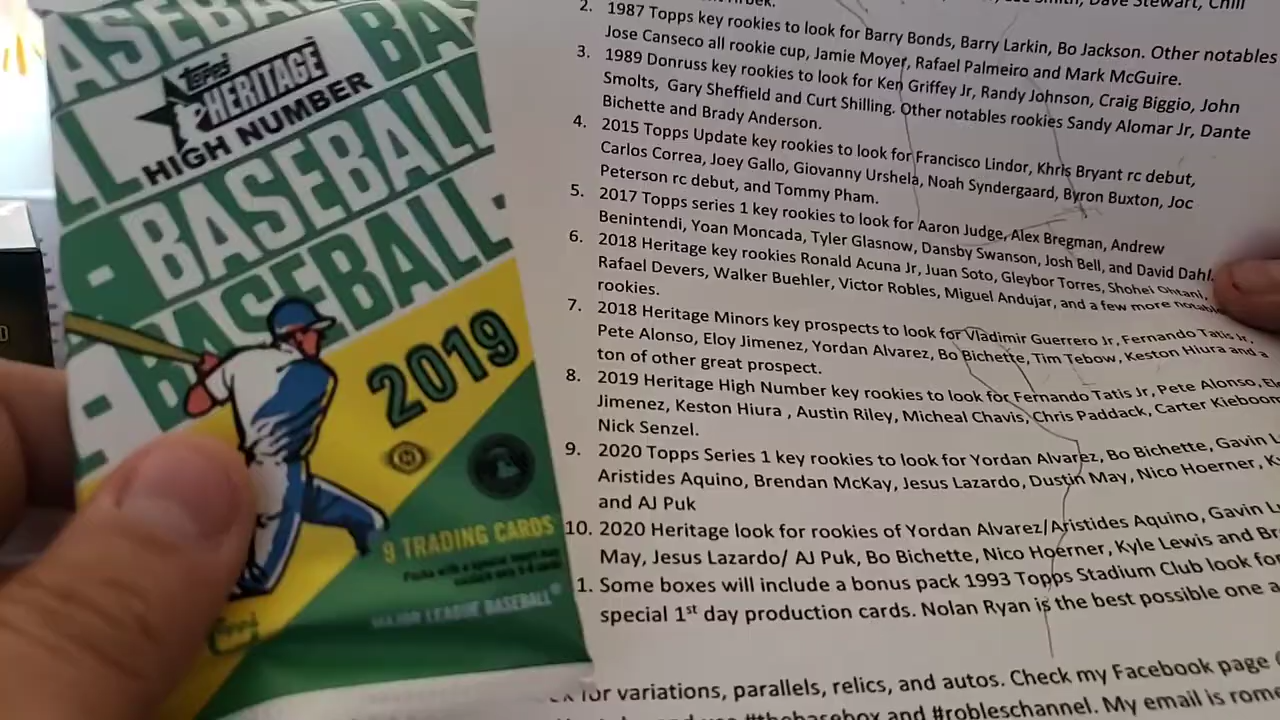 ASEBA
BA
TOPPS
HERITAGE
HIGH NUMBER
L
- BASEBALL
- BASEBALL -
2019
9 TRADING CARDS
MAJOR LEAGUE BASEBALL
Dave Stewart, Chili
2. 1987 Topps key rookies to look for Barry Bonds, Barry Larkin, Bo Jackson. Other notables
Jose Canseco all rookie cup, Jamie Moyer, Rafael Palmeiro and Mark McGuire.
3. 1989 Donruss key rookies to look for Ken Griffey Jr, Randy Johnson, Craig Biggio, John
Smolts, Gary Sheffield and Curt Shilling. Other notables rookies Sandy Alomar Jr, Dante
Bichette and Brady Anderson.
4. 2015 Topps Update key rookies to look for Francisco Lindor, Khris Bryant rc debut,
Carlos Correa, Joey Gallo, Giovanny Urshela, Noah Syndergaard, Byron Buxton, Joc
Peterson rc debut, and Tommy Pham.
5. 2017 Topps series 1 key rookies to look for Aaron Judge, Alex Bregman, Andrew
Benintendi, Yoan Moncada, Tyler Glasnow, Dansby Swanson, Josh Bell, and David Dahl.
6. 2018 Heritage key rookies Ronald Acuna Jr, Juan Soto, Gleybor Torres, Shohei Ohtani,
Rafael Devers, Walker Buehler, Victor Robles, Miguel Andujar, and a few more notable
rookies.
7. 2018 Heritage Minors key prospects to look for Vladimir Guerrero Jr, Fernando Tatis Jr,
Pete Alonso, Eloy Jimenez, Yordan Alvarez, Bo Bichette, Tim Tebow, Keston Hiura and a
ton of other great prospect.
8. 2019 Heritage High Number key rookies to look for Fernando Tatis Jr, Pete Alonso, El
Jimenez, Keston Hiura , Austin Riley, Micheal Chavis, Chris Paddack, Carter Kieboom
Nick Senzel.
9. 2020 Topps Series 1 key rookies to look for Yordan Alvarez, Bo Bichette, Gavin L
Aristides Aquino, Brendan McKay, Jesus Lazardo, Dustin May, Nico Hoerner, K
and AJ Puk
10. 2020 Heritage look for rookies of Yordan Alvarez/Aristides Aquino, Gavin L
May, Jesus Lazardo/ AJ Puk, Bo Bichette, Nico Hoerner, Kyle Lewis and Br
1. Some boxes will include a bonus pack 1993 Topps Stadium Club look for
special 1st day production cards. Nolan Ryan is the best possible one a
for variations, parallels, relics, and autos. Check my Facebook page
#thebasebox and #robleschannel. My email is rome